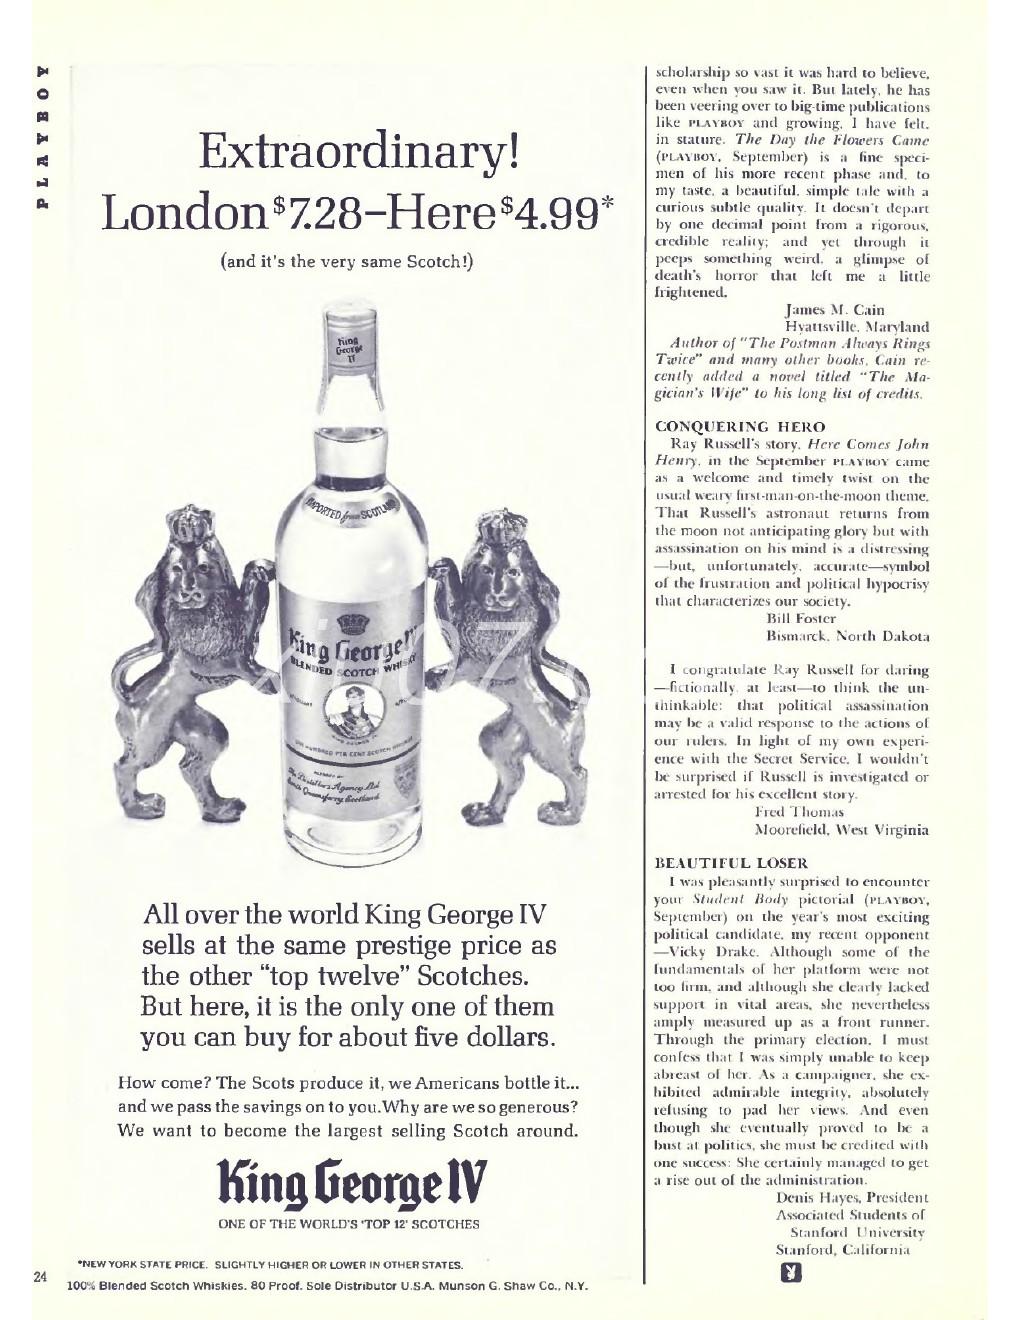 PLAYBOY
Extraordinary!
London $7.28–Here $4.99*
(and it's the very same Scotch!)
King
George
IV
IMPORTED from SCOTLAND
King George IV
BLENDED SCOTCH WHISKY
ONE HUNDRED PER CENT SCOTCH WHISKIES
The Distillers Agency Ltd
South Queensferry Scotland
All over the world King George IV
sells at the same prestige price as
the other “top twelve” Scotches.
But here, it is the only one of them
you can buy for about five dollars.
How come? The Scots produce it, we Americans bottle it...
and we pass the savings on to you. Why are we so generous?
We want to become the largest selling Scotch around.
King George IV
ONE OF THE WORLD'S 'TOP 12' SCOTCHES
*NEW YORK STATE PRICE. SLIGHTLY HIGHER OR LOWER IN OTHER STATES.
24
100% Blended Scotch Whiskies. 80 Proof. Sole Distributor U.S.A. Munson G. Shaw Co., N.Y.
scholarship so vast it was hard to believe,
even when you saw it. But lately, he has
been veering over to big-time publications
like PLAYBOY and growing, I have felt,
in stature. The Day the Flowers Came
(PLAYBOY, September) is a fine speci-
men of his more recent phase and, to
my taste, a beautiful, simple tale with a
curious subtle quality. It doesn't depart
by one decimal point from a rigorous,
credible reality; and yet through it
peeps something weird, a glimpse of
death's horror that left me a little
frightened.
James M. Cain
Hyattsville, Maryland
Author of "The Postman Always Rings
Twice" and many other books, Cain re-
cently added a novel titled "The Ma-
gician's Wife" to his long list of credits.
CONQUERING HERO
Ray Russell's story, Here Comes John
Henry, in the September PLAYBOY came
as a welcome and timely twist on the
usual weary first-man-on-the-moon theme.
That Russell's astronaut returns from
the moon not anticipating glory but with
assassination on his mind is a distressing
—but, unfortunately, accurate—symbol
of the frustration and political hypocrisy
that characterizes our society.
Bill Foster
Bismarck, North Dakota
I congratulate Ray Russell for daring
—fictionally, at least—to think the un-
thinkable: that political assassination
may be a valid response to the actions of
our rulers. In light of my own experi-
ence with the Secret Service, I wouldn't
be surprised if Russell is investigated or
arrested for his excellent story.
Fred Thomas
Moorefield, West Virginia
BEAUTIFUL LOSER
I was pleasantly surprised to encounter
your Student Body pictorial (PLAYBOY,
September) on the year's most exciting
political candidate, my recent opponent
—Vicky Drake. Although some of the
fundamentals of her platform were not
too firm, and although she clearly lacked
support in vital areas, she nevertheless
amply measured up as a front runner.
Through the primary election, I must
confess that I was simply unable to keep
abreast of her. As a campaigner, she ex-
hibited admirable integrity, absolutely
refusing to pad her views. And even
though she eventually proved to be a
bust at politics, she must be credited with
one success: She certainly managed to get
a rise out of the administration.
Denis Hayes, President
Associated Students of
Stanford University
Stanford, California